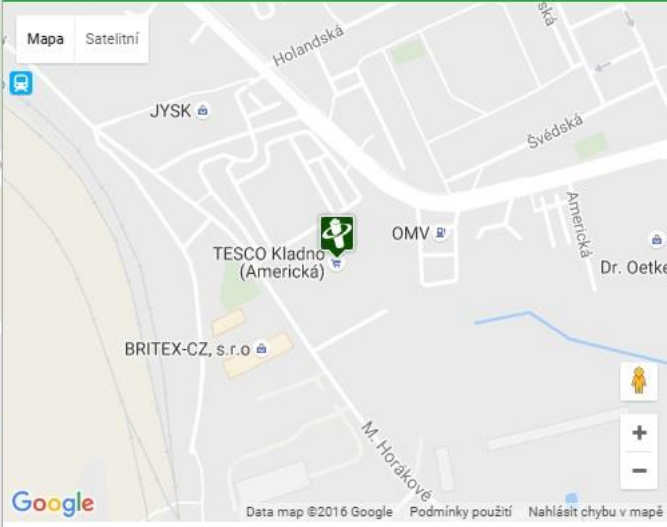 Mapa Satelitní
Holandská
ská
JYSK
Švédská
Americká
OMV
TESCO Kladno
(Americká)
Dr. Oetke
BRITEX-CZ, s.r.o
M. Horákové
+
−
Google
Data map ©2016 Google Podmínky použití Nahlásit chybu v mapě